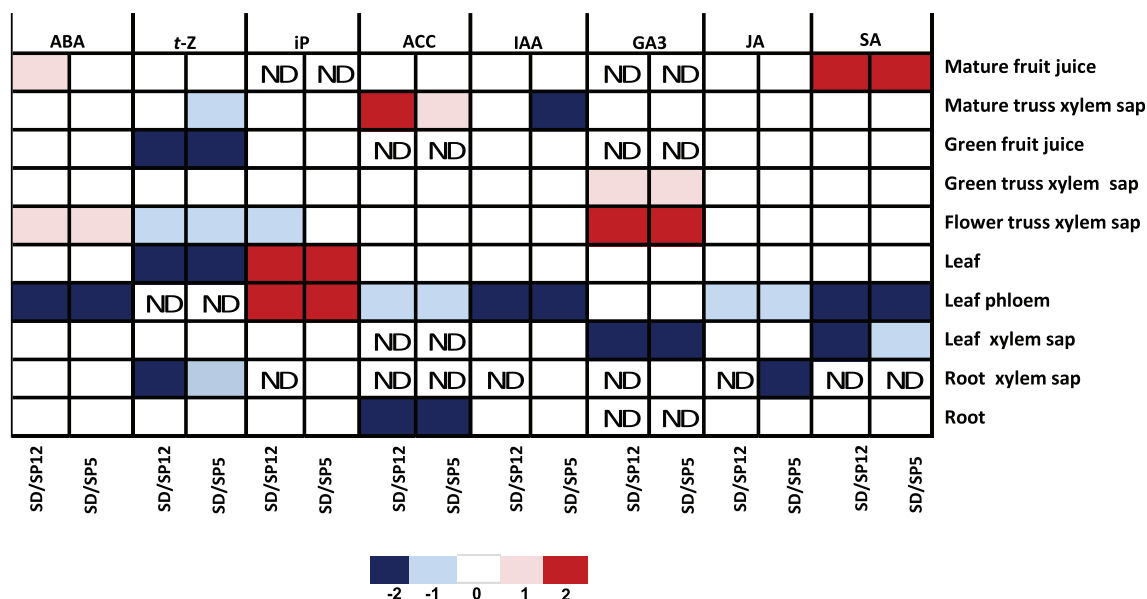 ABA t-Z iP ACC IAA GA3 JA SA
ND ND ND ND Mature fruit juice
Mature truss xylem sap
ND ND ND ND Green fruit juice
Green truss xylem sap
Flower truss xylem sap
Leaf
ND ND Leaf phloem
ND ND Leaf xylem sap
ND ND ND ND ND ND ND ND Root xylem sap
ND ND Root
SD/SP12 SD/SP5 SD/SP12 SD/SP5 SD/SP12 SD/SP5 SD/SP12 SD/SP5 SD/SP12 SD/SP5 SD/SP12 SD/SP5 SD/SP12 SD/SP5 SD/SP12 SD/SP5
-2 -1 0 1 2